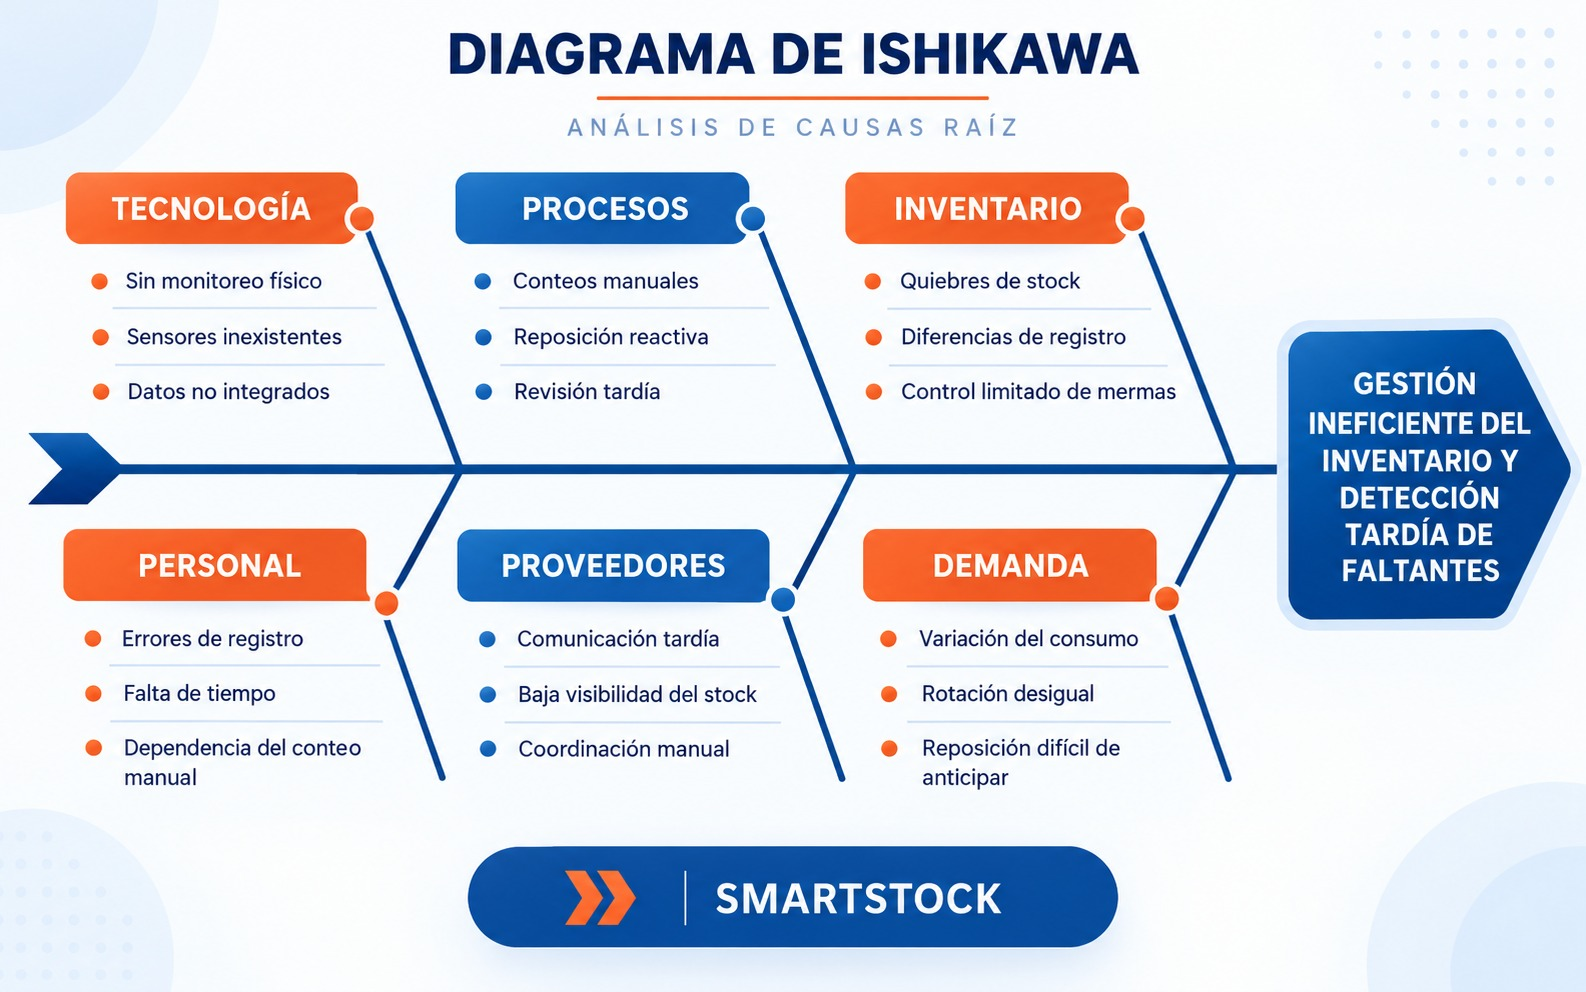 DIAGRAMA DE ISHIKAWA
ANÁLISIS DE CAUSAS RAÍZ
TECNOLOGÍA
Sin monitoreo físico
Sensores inexistentes
Datos no integrados
PROCESOS
Conteos manuales
Reposición reactiva
Revisión tardía
INVENTARIO
Quiebres de stock
Diferencias de registro
Control limitado de mermas
GESTIÓN
INEFICIENTE DEL
INVENTARIO Y
DETECCIÓN
TARDÍA DE
FALTANTES
PERSONAL
Errores de registro
Falta de tiempo
Dependencia del conteo
manual
PROVEEDORES
Comunicación tardía
Baja visibilidad del stock
Coordinación manual
DEMANDA
Variación del consumo
Rotación desigual
Reposición difícil de
anticipar
SMARTSTOCK